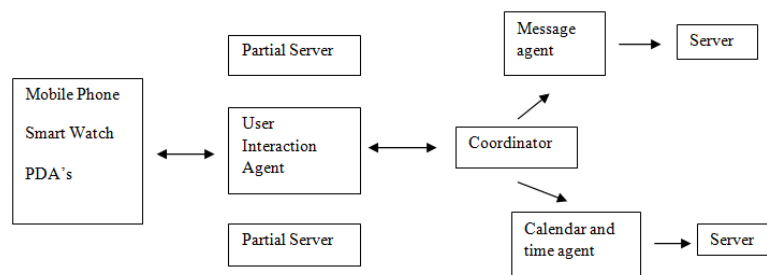 Mobile Phone
Smart Watch
PDA's
Partial Server
User
Interaction
Agent
Partial Server
Coordinator
Message
agent
Server
Calendar and
time agent
Server